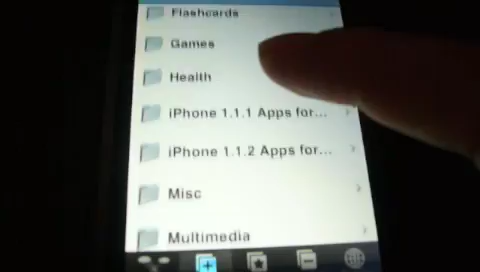 Flashcards
Games
Health
iPhone 1.1.1 Apps for...
iPhone 1.1.2 Apps for...
Misc
Multimedia